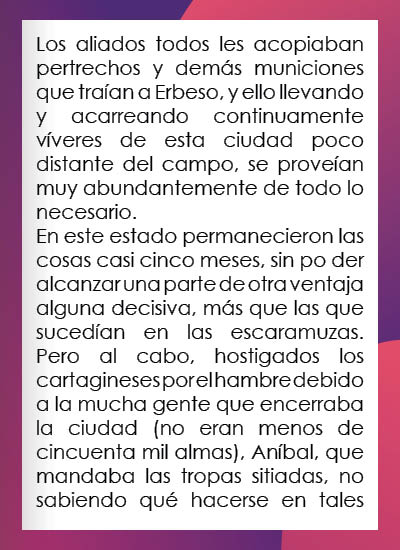 Los aliados todos les acopiaban
pertrechos y demás municiones
que traían a Erbeso, y ello llevando
y acarreando continuamente
víveres de esta ciudad poco
distante del campo, se proveían
muy abundantemente de todo lo
necesario.
En este estado permanecieron las
cosas casi cinco meses, sin po der
alcanzar una parte de otra ventaja
alguna decisiva, más que las que
sucedían en las escaramuzas.
Pero al cabo, hostigados los
cartagineses por el hambre debido
a la mucha gente que encerraba
la ciudad (no eran menos de
cincuenta mil almas), Aníbal, que
mandaba las tropas sitiadas, no
sabiendo qué hacerse en tales